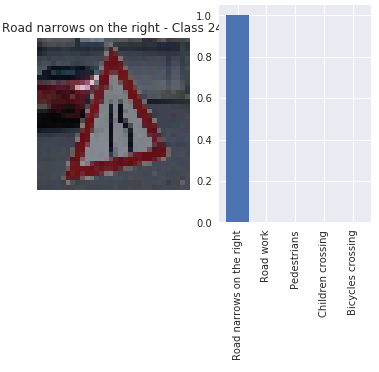 Road narrows on the right - Class 24
1.0
0.8
0.6
0.4
0.2
0.0
Road narrows on the right
Road work
Pedestrians
Children crossing
Bicycles crossing